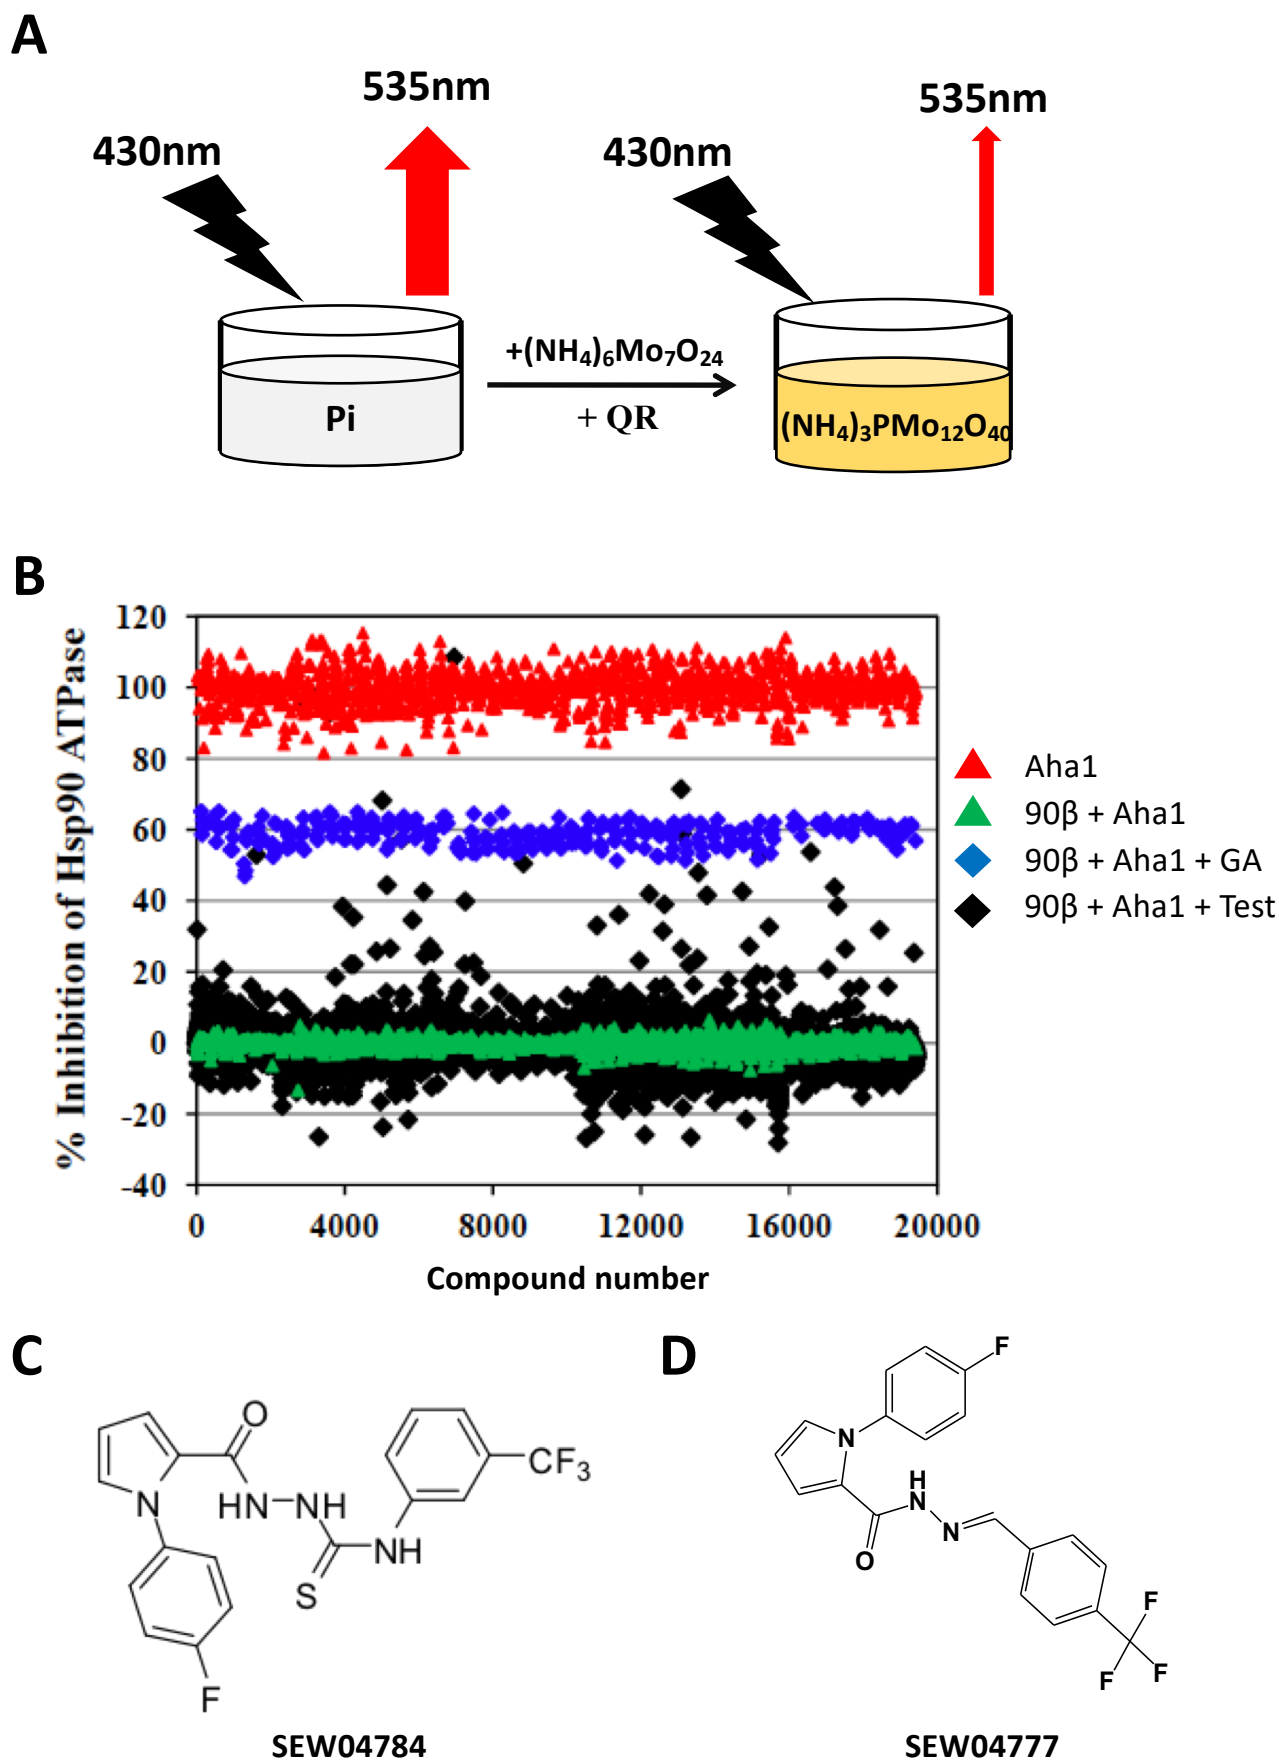 A
535nm
535nm
430nm
430nm
+(NH₄)₆Mo₇O₂₄
+ QR
Pi
(NH₄)₃PMo₁₂O₄₀
B
% Inhibition of Hsp90 ATPase
120
100
80
60
40
20
0
-20
-40
0
4000
8000
12000
16000
20000
Compound number
Aha1
90β + Aha1
90β + Aha1 + GA
90β + Aha1 + Test
C
O
CF₃
HN
NH
N
S
NH
F
SEW04784
D
F
N
H
N
N
O
F
F
F
SEW04777